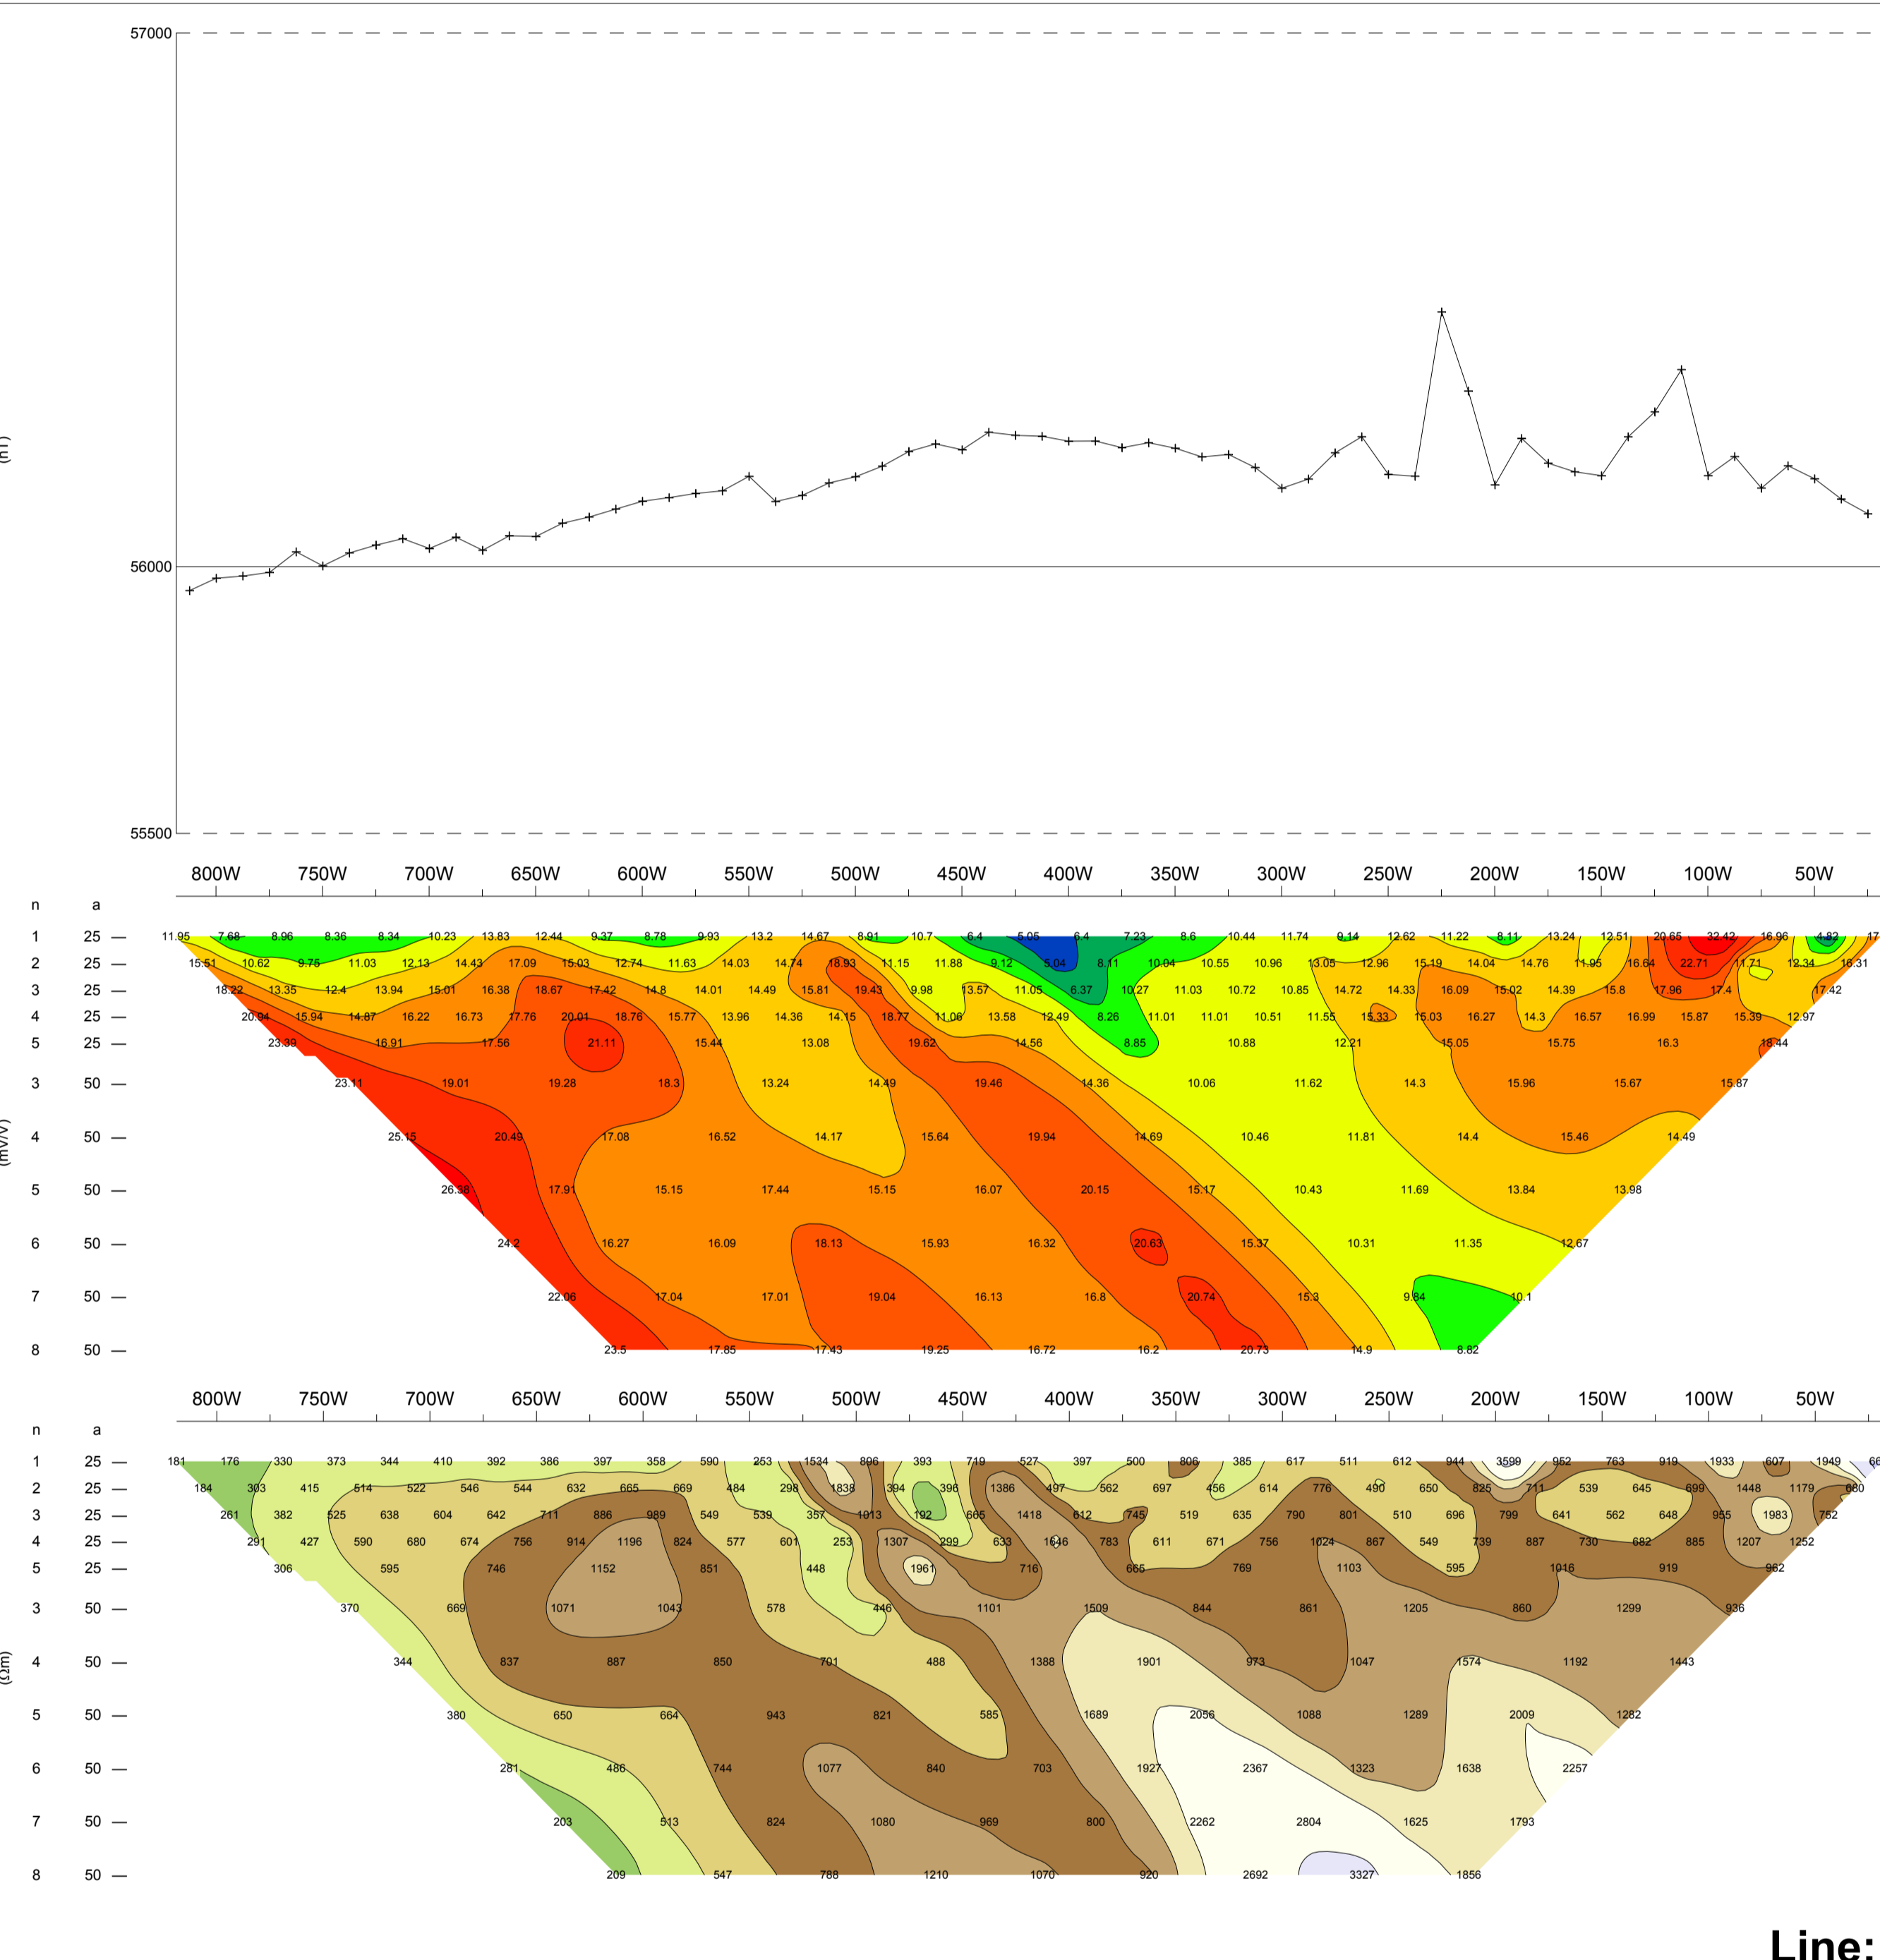 57000
(nT)
56000
55500
800W 750W 700W 650W 600W 550W 500W 450W 400W 350W 300W 250W 200W 150W 100W 50W
n a
1 25 11.95 7.68 8.96 8.36 8.34 10.23 13.83 12.44 9.37 8.78 9.93 13.2 14.67 8.91 10.7 6.4 5.05 6.4 7.23 8.6 10.44 11.74 9.14 12.62 11.22 8.11 13.24 12.51 20.65 32.42 16.96 4.82 17
2 25 15.51 10.62 9.75 11.03 12.13 14.43 17.09 15.03 12.74 11.63 14.03 14.74 18.93 11.15 11.88 9.12 5.04 8.11 10.04 10.55 10.96 13.05 12.96 15.19 14.04 14.76 11.95 16.64 22.71 11.71 12.34 16.31
3 25 18.22 13.35 12.4 13.94 15.01 16.38 18.67 17.42 14.8 14.01 14.49 15.81 19.43 9.98 13.57 11.05 6.37 10.27 11.03 10.72 10.85 14.72 14.33 16.09 15.02 14.39 15.8 17.96 17.4 17.42
4 25 20.94 15.94 14.87 16.22 16.73 17.76 20.01 18.76 15.77 13.96 14.36 14.15 18.77 11.06 13.58 12.49 8.26 11.01 11.01 10.51 11.55 15.33 15.03 16.27 14.3 16.57 16.99 15.87 15.39 12.97
5 25 23.39 16.91 17.56 21.11 15.44 13.08 19.62 14.56 8.85 10.88 12.21 15.05 15.75 16.3 18.44
3 50 23.11 19.01 19.28 18.3 13.24 14.49 19.46 14.36 10.06 11.62 14.3 15.96 15.67 15.87
(mV/V)
4 50 25.15 20.49 17.08 16.52 14.17 15.64 19.94 14.69 10.46 11.81 14.4 15.46 14.49
5 50 26.38 17.91 15.15 17.44 15.15 16.07 20.15 15.17 10.43 11.69 13.84 13.98
6 50 24.2 16.27 16.09 18.13 15.93 16.32 20.63 15.37 10.31 11.35 12.67
7 50 22.06 17.04 17.01 19.04 16.13 16.8 20.74 15.3 9.84 10.1
8 50 23.5 17.85 17.43 19.25 16.72 16.2 20.73 14.9 8.82
800W 750W 700W 650W 600W 550W 500W 450W 400W 350W 300W 250W 200W 150W 100W 50W
n a
1 25 181 176 330 373 344 410 392 386 397 358 590 253 1534 896 393 719 527 397 500 806 385 617 511 612 944 3599 952 763 919 1933 607 1949
2 25 184 303 415 514 522 546 544 632 665 669 484 298 1838 394 396 1386 497 562 697 456 614 776 490 650 825 711 539 645 699 1448 1179 680
3 25 261 382 525 638 604 642 711 886 989 549 539 357 1013 192 665 1418 612 745 519 635 790 801 510 696 799 641 562 648 955 1983 752
4 25 291 427 590 680 674 756 914 1196 824 577 601 253 1307 299 633 1646 783 611 671 756 1024 867 549 739 887 730 682 885 1207 1252
5 25 306 595 746 1152 851 448 1961 716 665 769 1103 595 1016 919 962
3 50 370 669 1071 1043 578 446 1101 1509 844 861 1205 860 1299 936
(Ωm)
4 50 344 837 887 850 701 488 1388 1901 973 1047 1574 1192 1443
5 50 380 650 664 943 821 585 1689 2056 1088 1289 2009 1282
6 50 281 486 744 1077 840 703 1927 2367 1323 1638 2257
7 50 203 513 824 1080 969 800 2262 2804 1625 1793
8 50 209 547 788 1210 1070 920 2692 3327 1856
Line: